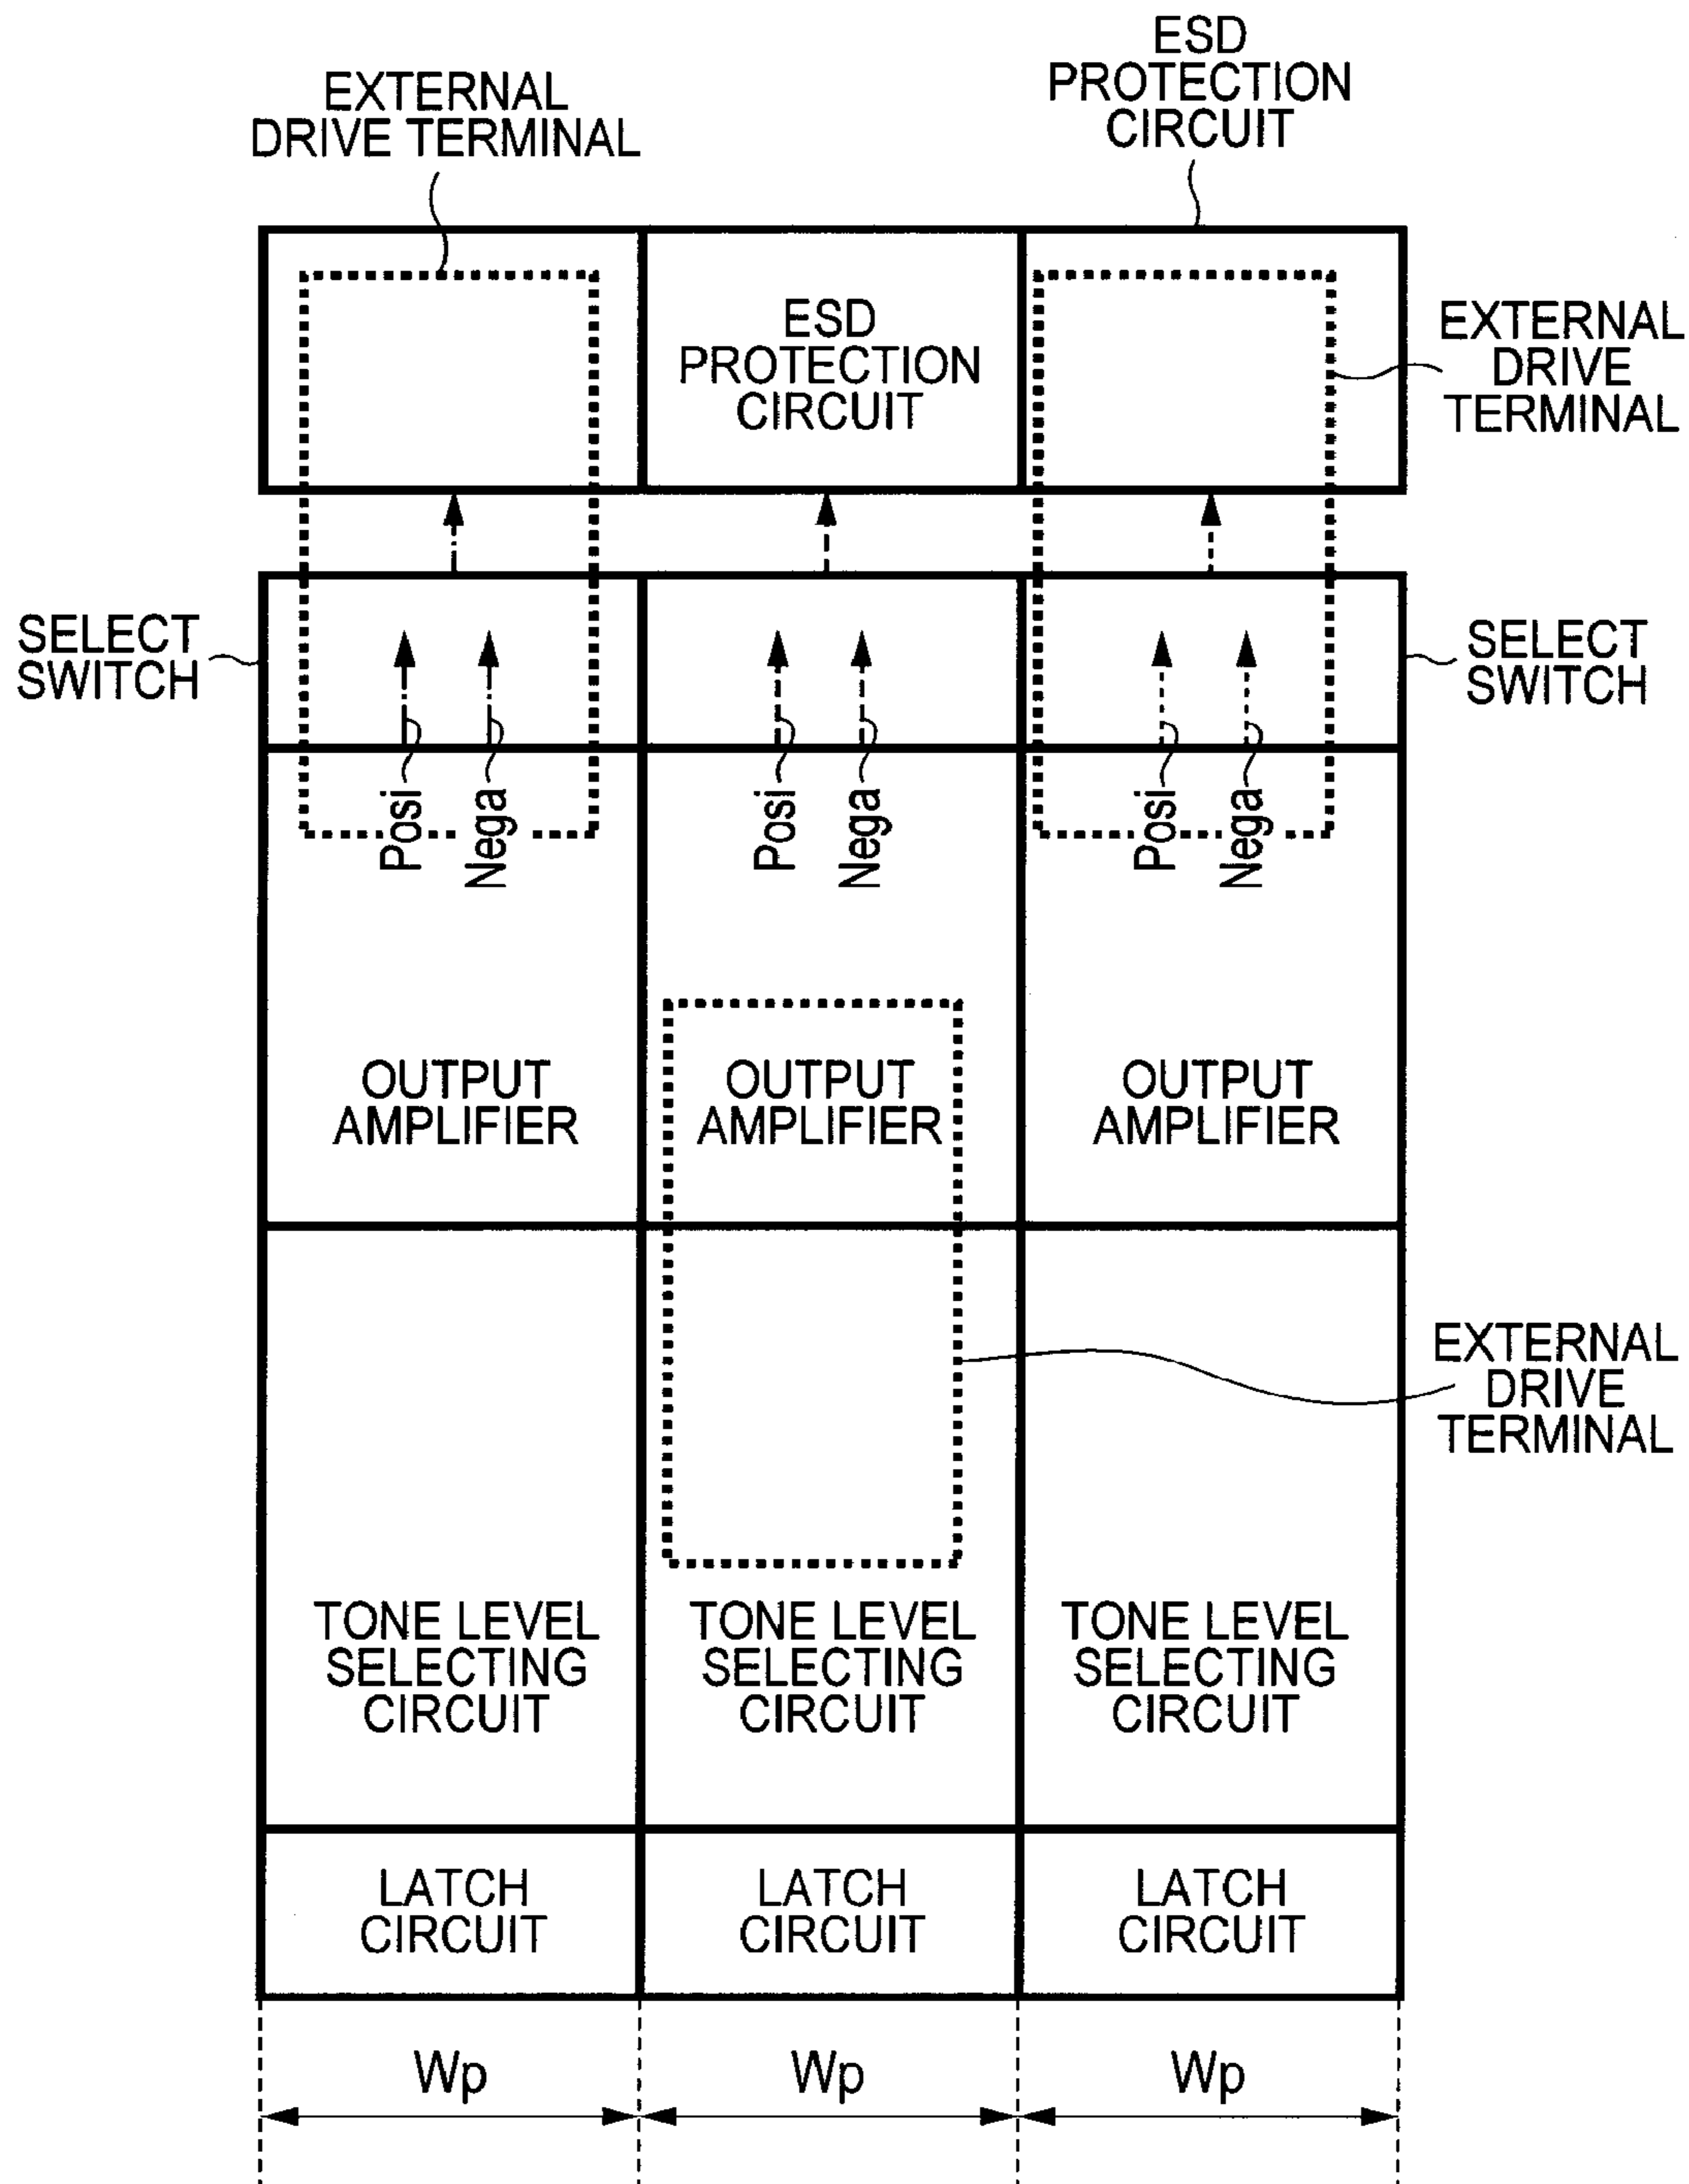 ESD
PROTECTION
CIRCUIT
EXTERNAL
DRIVE TERMINAL
ESD
PROTECTION
CIRCUIT
EXTERNAL
DRIVE
TERMINAL
SELECT
SWITCH
SELECT
SWITCH
Posi
Nega
Posi
Nega
Posi
Nega
OUTPUT
AMPLIFIER
OUTPUT
AMPLIFIER
OUTPUT
AMPLIFIER
EXTERNAL
DRIVE
TERMINAL
TONE LEVEL
SELECTING
CIRCUIT
TONE LEVEL
SELECTING
CIRCUIT
TONE LEVEL
SELECTING
CIRCUIT
LATCH
CIRCUIT
LATCH
CIRCUIT
LATCH
CIRCUIT
Wp
Wp
Wp